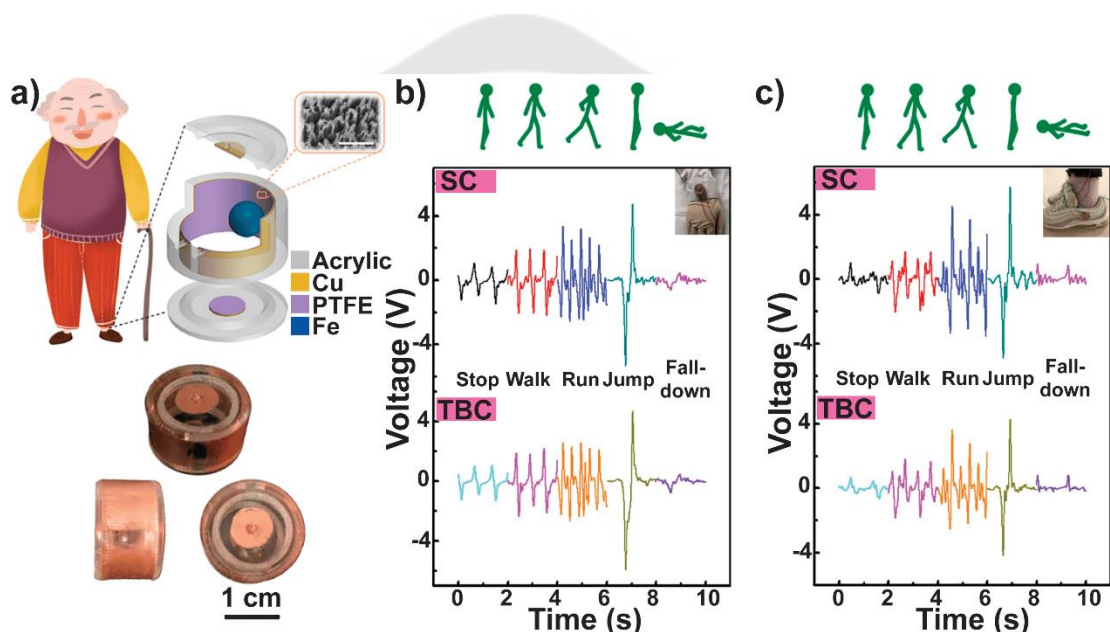 a)
Acrylic
Cu
PTFE
Fe
1 cm
b)
SC
4
0
-4
Voltage (V)
Stop Walk Run Jump Fall-
down
TBC
4
0
-4
0 2 4 6 8 10
Time (s)
c)
SC
4
0
-4
Voltage (V)
Stop Walk Run Jump Fall-
down
TBC
4
0
-4
0 2 4 6 8 10
Time (s)